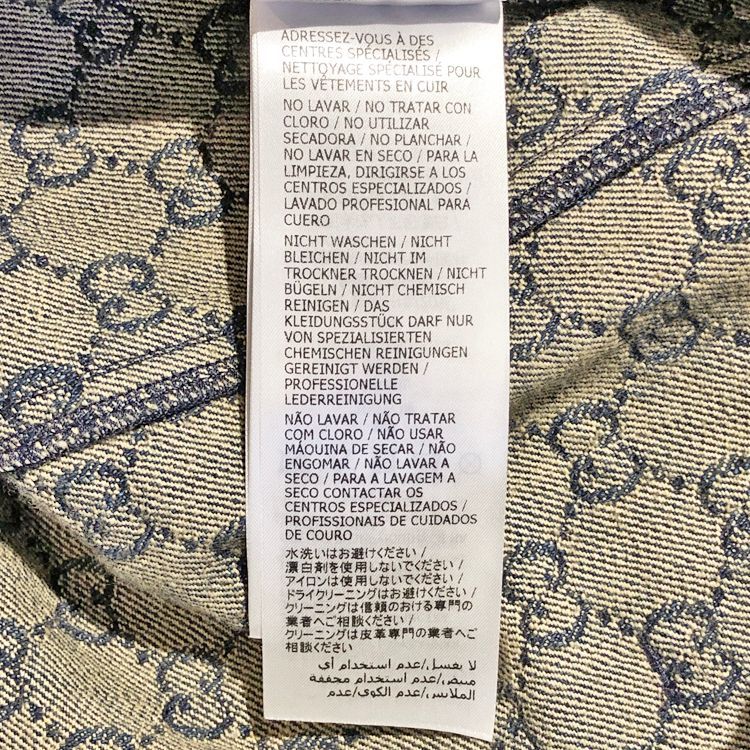 ADRESSEZ-VOUS À DES
CENTRES SPÉCIALISÉS /
NETTOYAGE SPÉCIALISÉ POUR
LES VÊTEMENTS EN CUIR
NO LAVAR / NO TRATAR CON
CLORO / NO UTILIZAR
SECADORA / NO PLANCHAR /
NO LAVAR EN SECO / PARA LA
LIMPIEZA, DIRIGIRSE A LOS
CENTROS ESPECIALIZADOS /
LAVADO PROFESIONAL PARA
CUERO
NICHT WASCHEN / NICHT
BLEICHEN / NICHT IM
TROCKNER TROCKNEN / NICHT
BÜGELN / NICHT CHEMISCH
REINIGEN / DAS
KLEIDUNGSSTÜCK DARF NUR
VON SPEZIALISIERTEN
CHEMISCHEN REINIGUNGEN
GEREINIGT WERDEN /
PROFESSIONELLE
LEDERREINIGUNG
NÃO LAVAR / NÃO TRATAR
COM CLORO / NÃO USAR
MÁQUINA DE SECAR / NÃO
ENGOMAR / NÃO LAVAR A
SECO / PARA A LAVAGEM A
SECO CONTACTAR OS
CENTROS ESPECIALIZADOS /
PROFISSIONAIS DE CUIDADOS
DE COURO
水洗いはお避けください /
漂白剤を使用しないでください /
アイロンは使用しないでください /
ドライクリーニングはお避けください /
クリーニングは信頼のおける専門の
業者へご相談ください /
クリーニングは皮革専門の業者へご
相談ください
لا يغسل/عدم استخدام أي
مبيض/عدم استخدام مجففة
الملابس/عدم الكوي/عدم